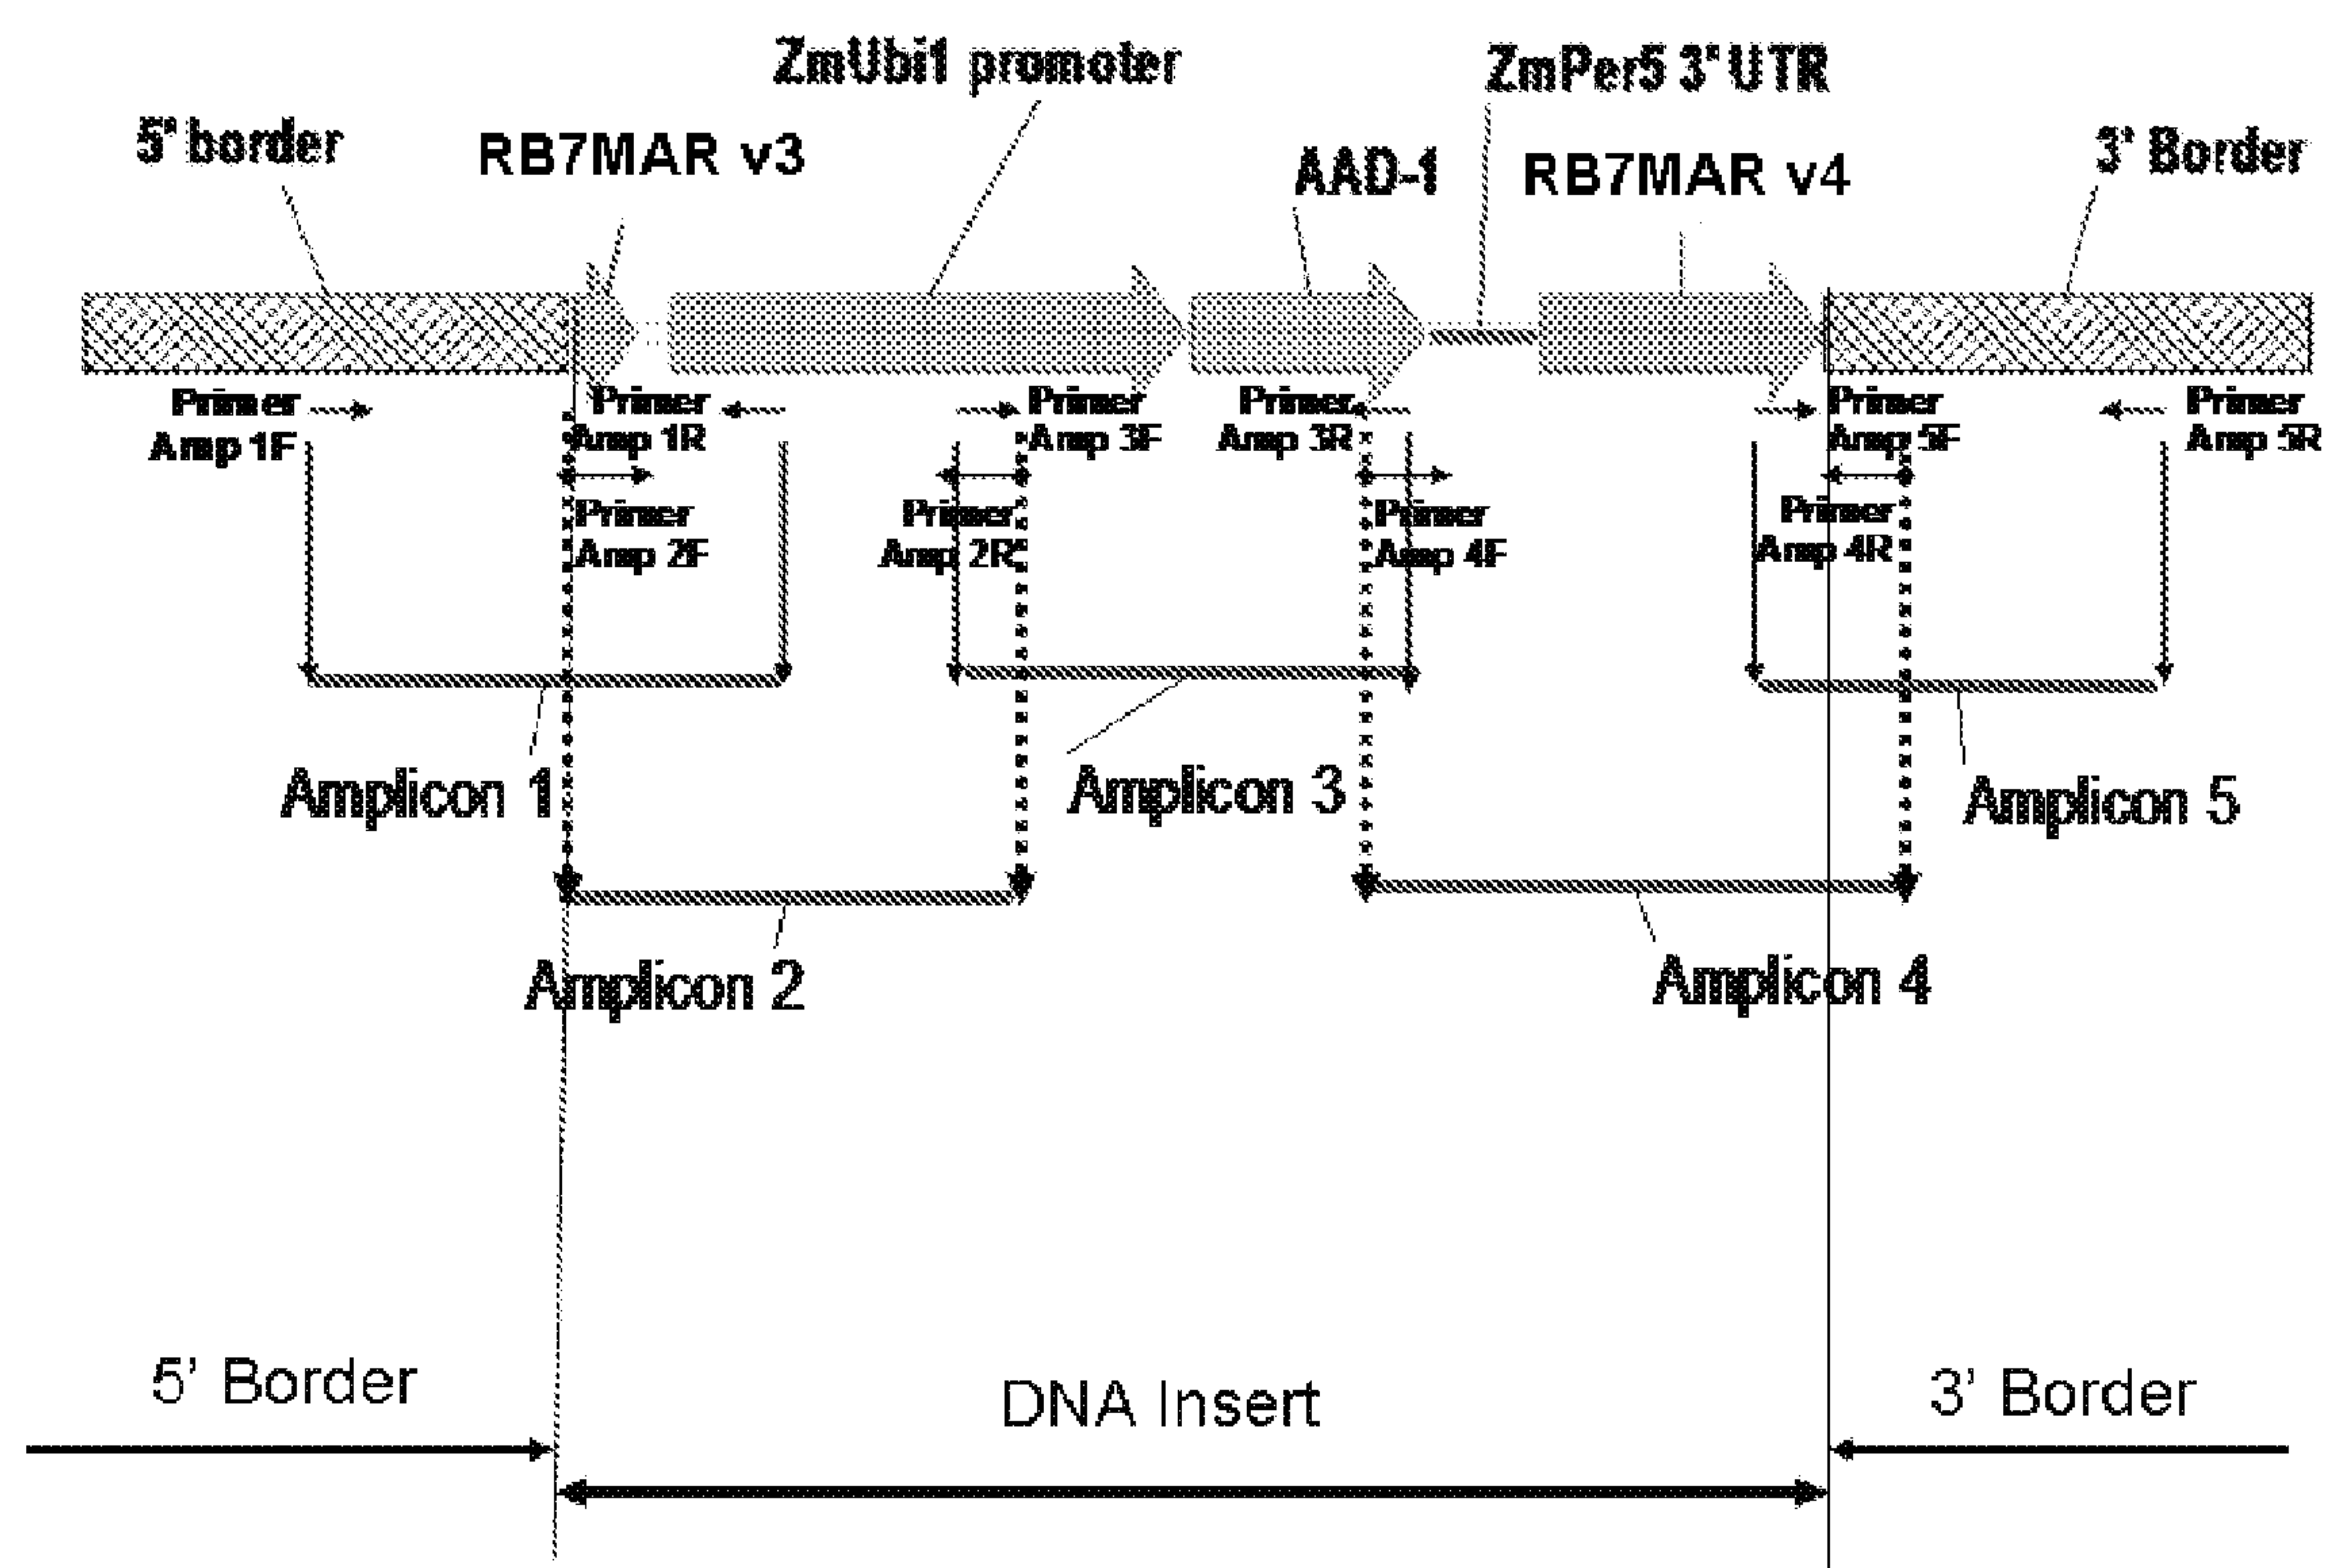 ZmUbi1 promoter
ZmPer5 3' UTR
5' border
RB7MAR v3
AAD-1
RB7MAR v4
3' Border
Primer
Amp 1F
Primer
Amp 1R
Primer
Amp 3F
Primer
Amp 3R
Primer
Amp 5F
Primer
Amp 5R
Primer
Amp 2F
Primer
Amp 2R
Primer
Amp 4F
Primer
Amp 4R
Amplicon 1
Amplicon 3
Amplicon 5
Amplicon 2
Amplicon 4
5’ Border
DNA Insert
3’ Border